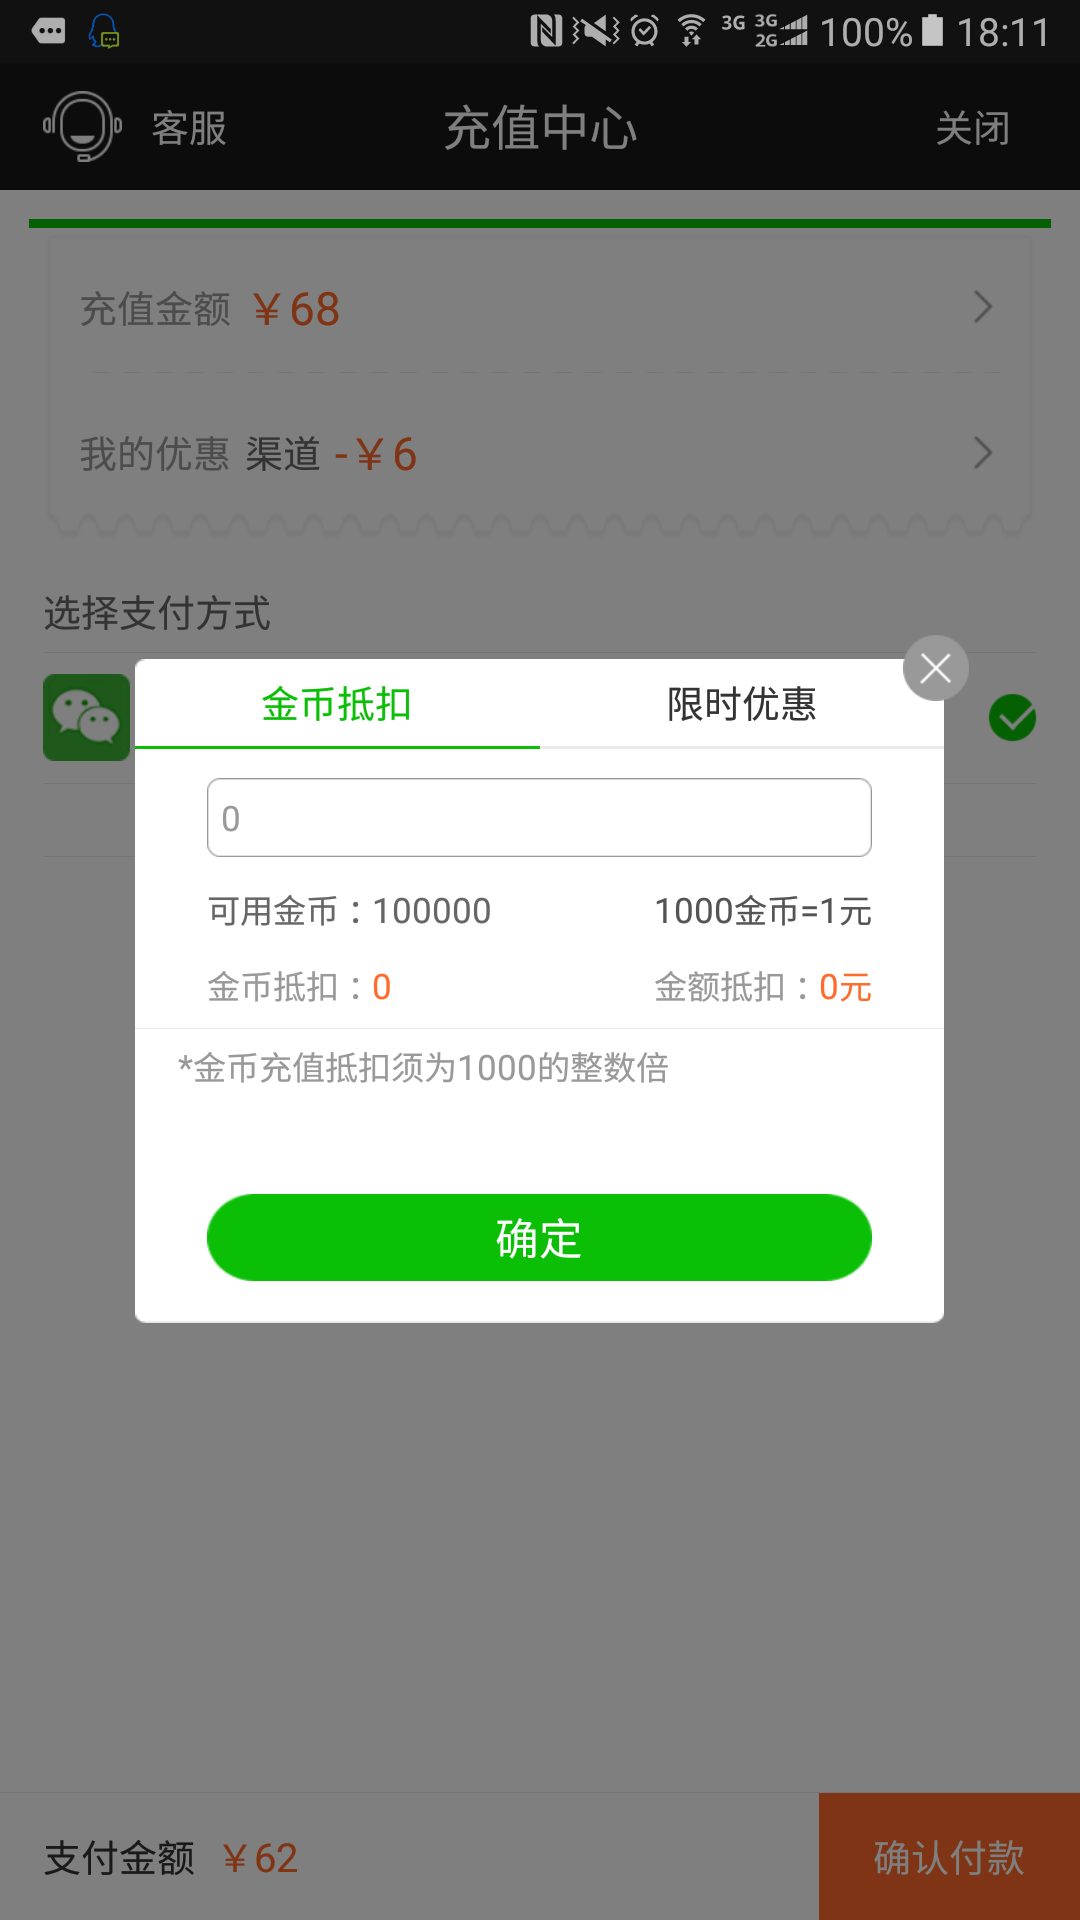 3G 3G 2G 100% 18:11
客服 充值中心 关闭
充值金额 ￥68
我的优惠 渠道 -￥6
选择支付方式
金币抵扣 限时优惠
0
可用金币：100000 1000金币=1元
金币抵扣：0 金额抵扣：0元
*金币充值抵扣须为1000的整数倍
确定
支付金额 ￥62 确认付款